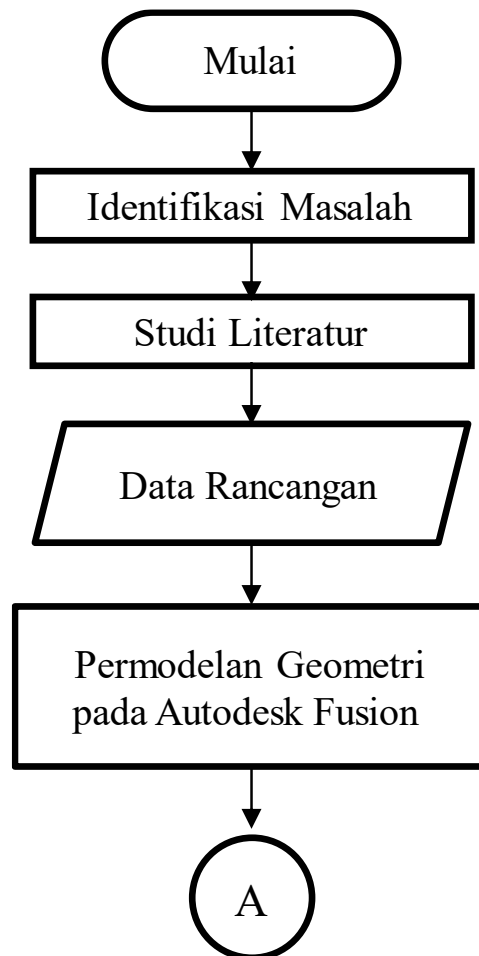 Mulai
Identifikasi Masalah
Studi Literatur
Data Rancangan
Permodelan Geometri
pada Autodesk Fusion
A